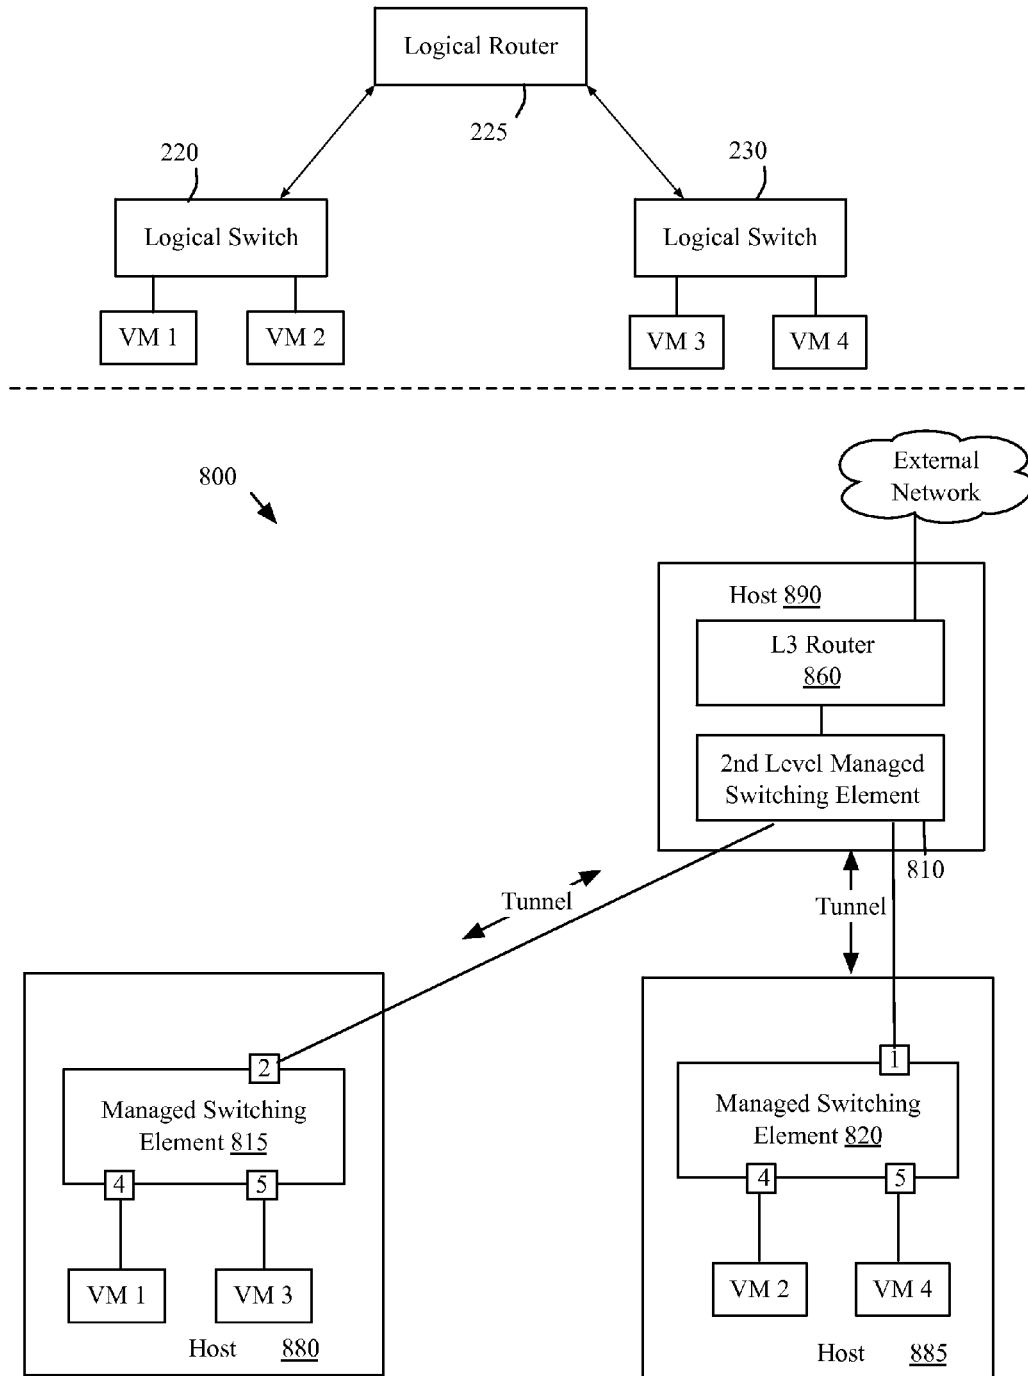 Logical Router
225
220
230
Logical Switch
Logical Switch
VM 1
VM 2
VM 3
VM 4
External
Network
800
Host 890
L3 Router
860
2nd Level Managed
Switching Element
810
Tunnel
Tunnel
2
1
Managed Switching
Element 815
Managed Switching
Element 820
4
5
4
5
VM 1
VM 3
VM 2
VM 4
Host 880
Host 885